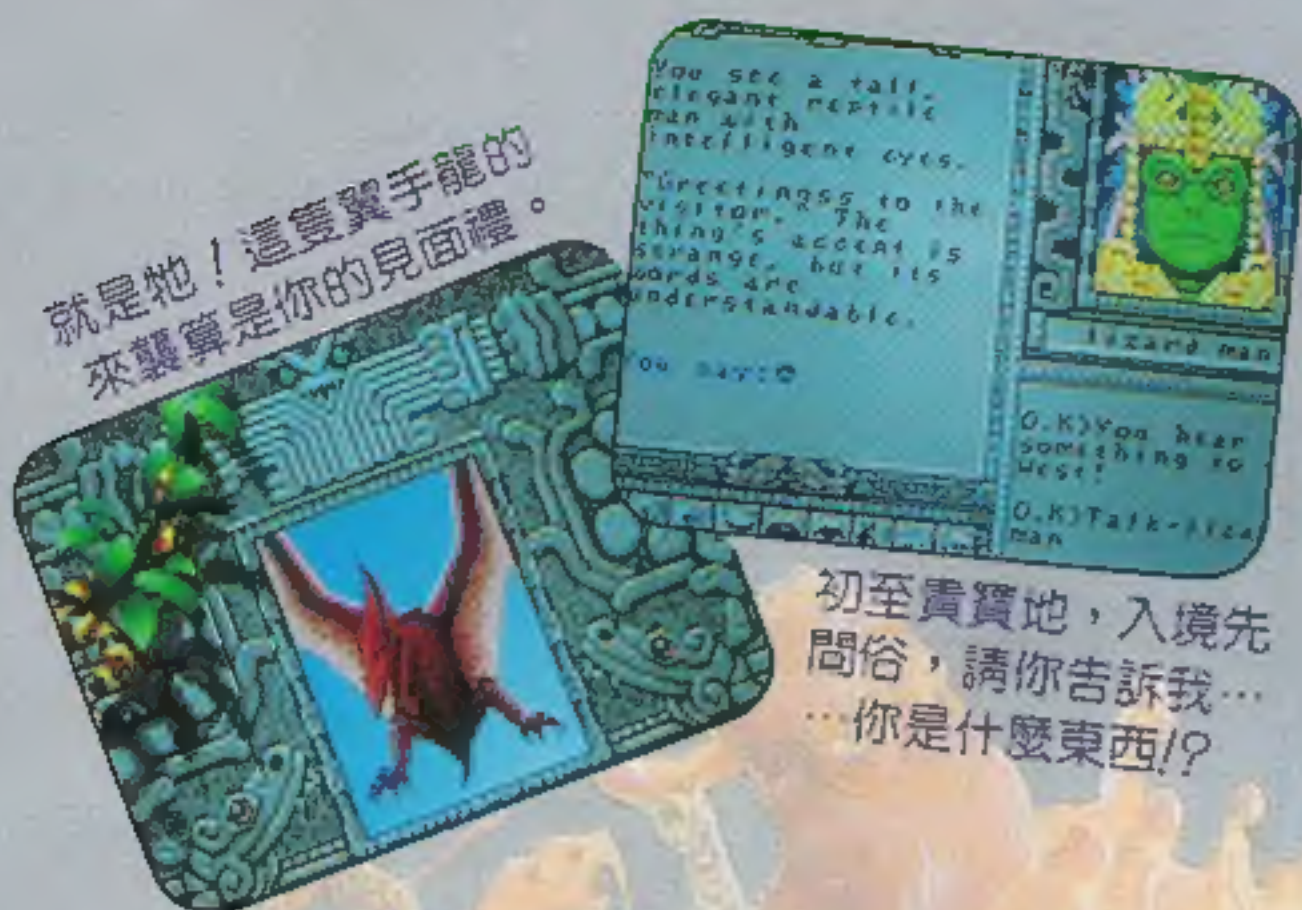 就是牠！這隻翼手龍的
來襲算是你的見面禮。
You see a tall,
elegant reptile
man with
intelligent eyes.
"Greetingss to the
visitor." The
thing's accent is
strange, but its
words are
understandable.
You say:
lizard man
O.K>You hear
something to
West!
O.K>Talk-liza
man
初至貴寶地，入境先
問俗，請你告訴我…
…你是什麼東西!?